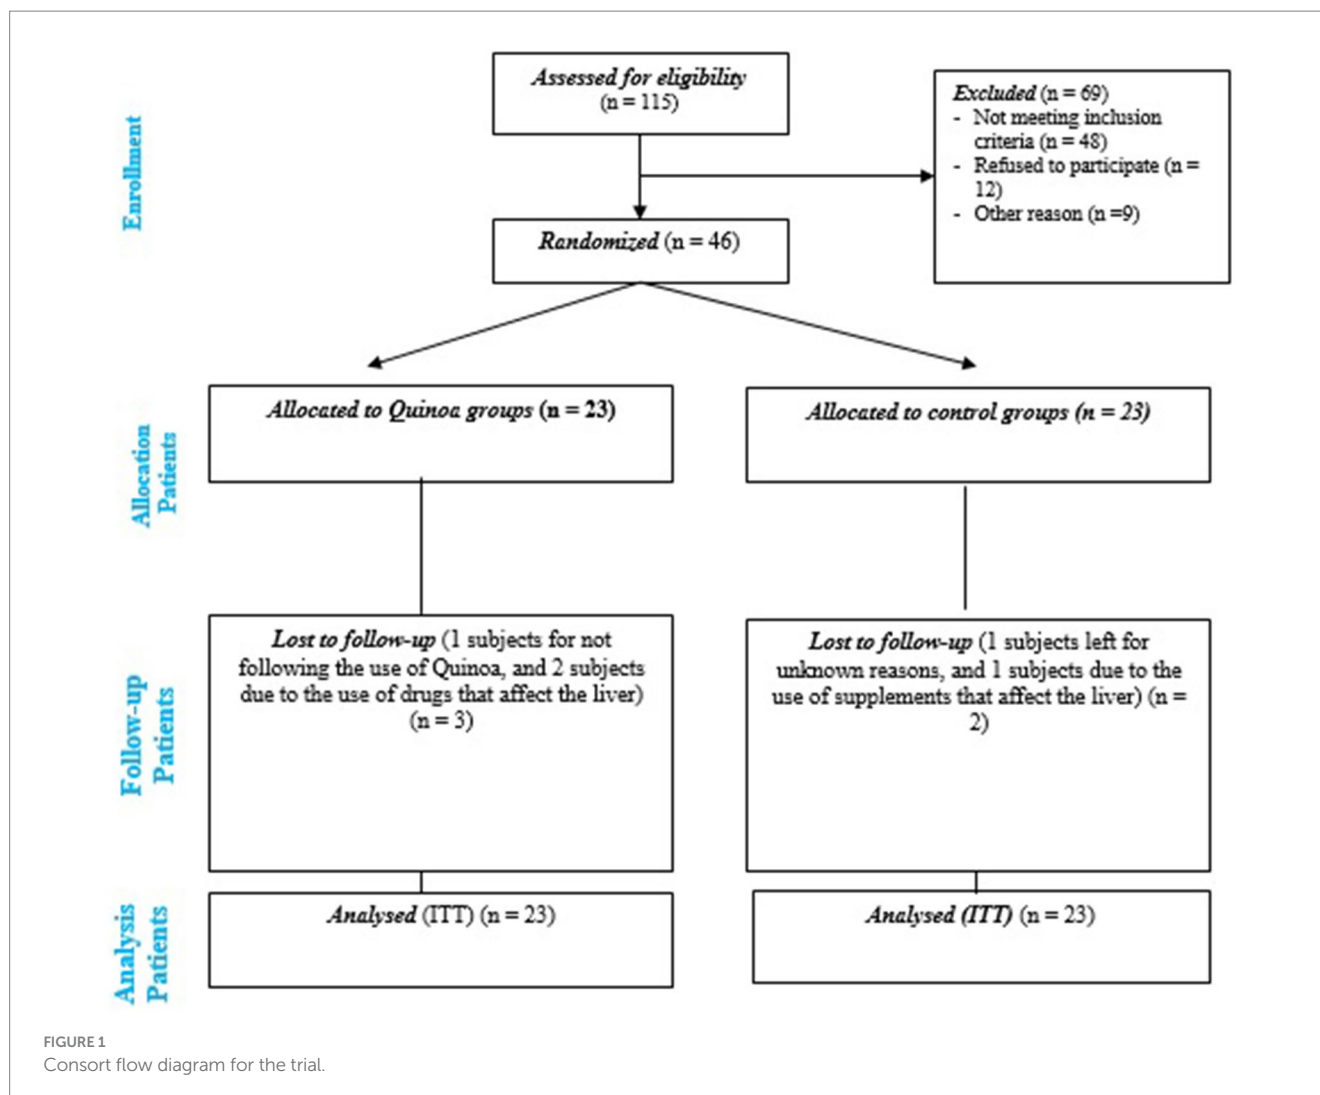 Enrollment
Assessed for eligibility
(n = 115)
Excluded (n = 69)
- Not meeting inclusion
criteria (n = 48)
- Refused to participate (n =
12)
- Other reason (n =9)
Randomized (n = 46)
Allocation
Patients
Allocated to Quinoa groups (n = 23)
Allocated to control groups (n = 23)
Follow-up
Patients
Lost to follow-up (1 subjects for not
following the use of Quinoa, and 2 subjects
due to the use of drugs that affect the liver)
(n = 3)
Lost to follow-up (1 subjects left for
unknown reasons, and 1 subjects due to the
use of supplements that affect the liver) (n =
2)
Analysis
Patients
Analysed (ITT) (n = 23)
Analysed (ITT) (n = 23)
FIGURE 1
Consort flow diagram for the trial.